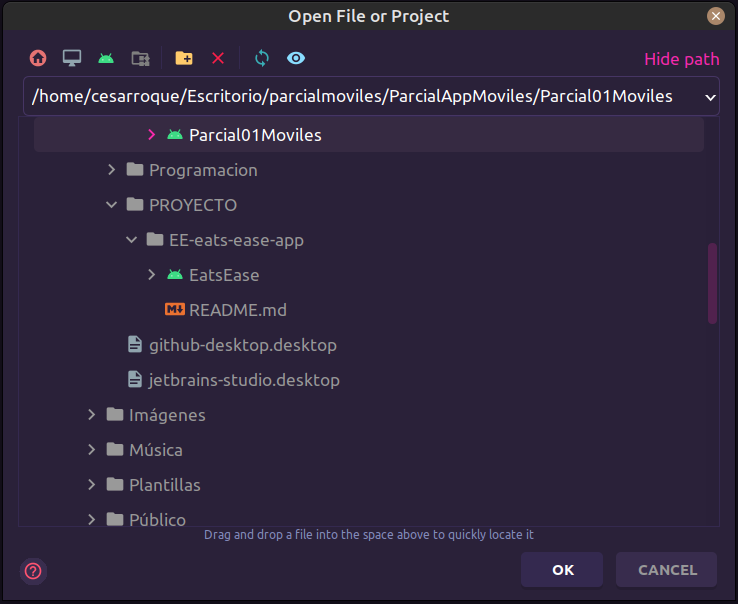 Open File or Project
Hide path
/home/cesarroque/Escritorio/parcialmoviles/ParcialAppMoviles/Parcial01Moviles
Parcial01Moviles
Programacion
PROYECTO
EE-eats-ease-app
EatsEase
README.md
github-desktop.desktop
jetbrains-studio.desktop
Imágenes
Música
Plantillas
Público
Drag and drop a file into the space above to quickly locate it
OK
CANCEL